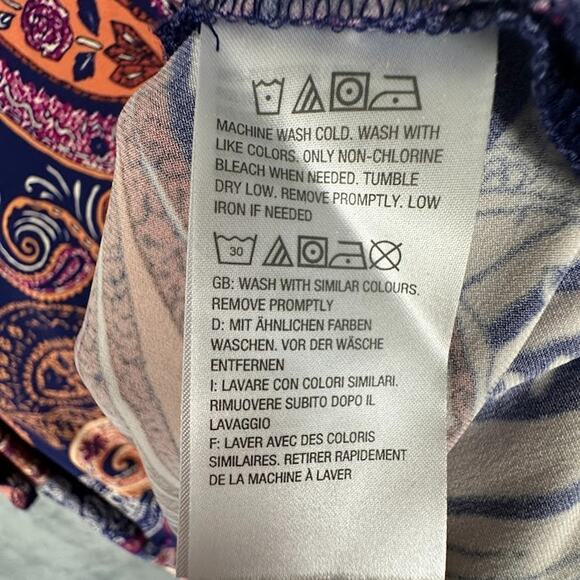 MACHINE WASH COLD. WASH WITH
LIKE COLORS. ONLY NON-CHLORINE
BLEACH WHEN NEEDED. TUMBLE
DRY LOW. REMOVE PROMPTLY. LOW
IRON IF NEEDED
30
GB: WASH WITH SIMILAR COLOURS.
REMOVE PROMPTLY
D: MIT ÄHNLICHEN FARBEN
WASCHEN. VOR DER WÄSCHE
ENTFERNEN
I: LAVARE CON COLORI SIMILARI.
RIMUOVERE SUBITO DOPO IL
LAVAGGIO
F: LAVER AVEC DES COLORIS
SIMILAIRES. RETIRER RAPIDEMENT
DE LA MACHINE À LAVER